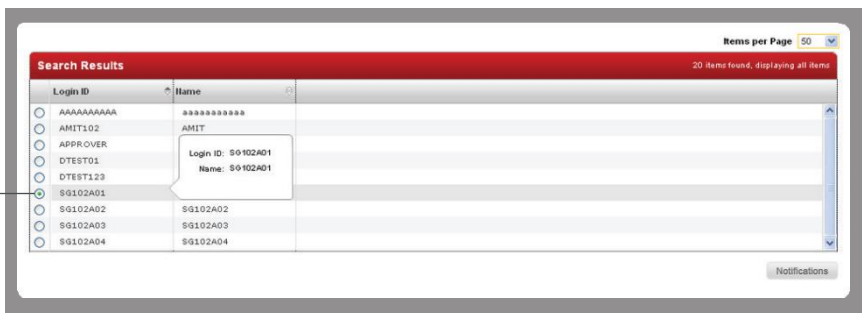 Items per Page 50
Search Results 20 items found, displaying all items
Login ID Name
AAAAAAAAAA aaaaaaaaaaa
AMIT102 AMIT
APPROVER
DTEST01
DTEST123
Login ID: SG102A01
Name: SG102A01
SG102A01
SG102A02 SG102A02
SG102A03 SG102A03
SG102A04 SG102A04
Notifications